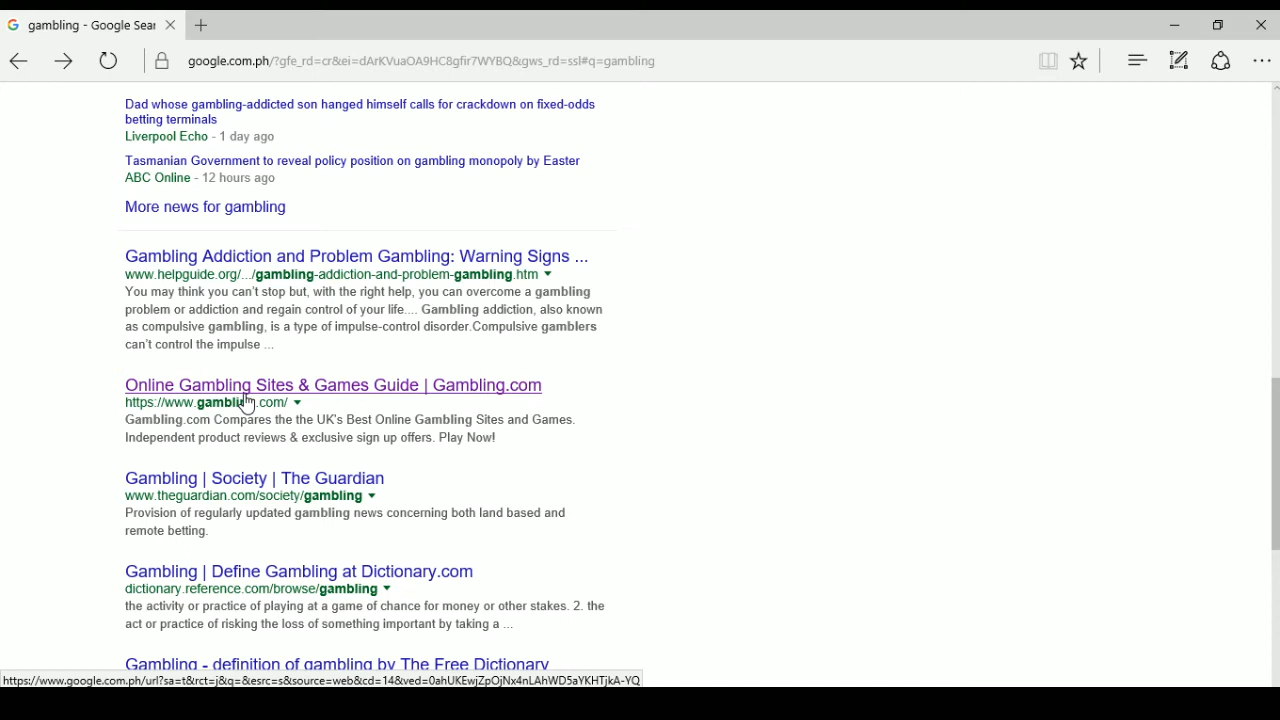 gambling - Google Sear
google.com.ph/?gfe_rd=cr&ei=dArKVuaOA9HC8gfir7WYBQ&gws_rd=ssl#q=gambling
Dad whose gambling-addicted son hanged himself calls for crackdown on fixed-odds
betting terminals
Liverpool Echo - 1 day ago
Tasmanian Government to reveal policy position on gambling monopoly by Easter
ABC Online - 12 hours ago
More news for gambling
Gambling Addiction and Problem Gambling: Warning Signs ...
www.helpguide.org/.../gambling-addiction-and-problem-gambling.htm
You may think you can't stop but, with the right help, you can overcome a gambling
problem or addiction and regain control of your life.... Gambling addiction, also known
as compulsive gambling, is a type of impulse-control disorder.Compulsive gamblers
can't control the impulse ...
Online Gambling Sites & Games Guide | Gambling.com
https://www.gambling.com/
Gambling.com Compares the the UK's Best Online Gambling Sites and Games.
Independent product reviews & exclusive sign up offers. Play Now!
Gambling | Society | The Guardian
www.theguardian.com/society/gambling
Provision of regularly updated gambling news concerning both land based and
remote betting.
Gambling | Define Gambling at Dictionary.com
dictionary.reference.com/browse/gambling
the activity or practice of playing at a game of chance for money or other stakes. 2. the
act or practice of risking the loss of something important by taking a ...
Gambling - definition of gambling by The Free Dictionary
https://www.google.com.ph/url?sa=t&rct=j&q=&esrc=s&source=web&cd=14&ved=0ahUKEwjZpOjNx4nLAhWD5aYKHTjkA-YQ